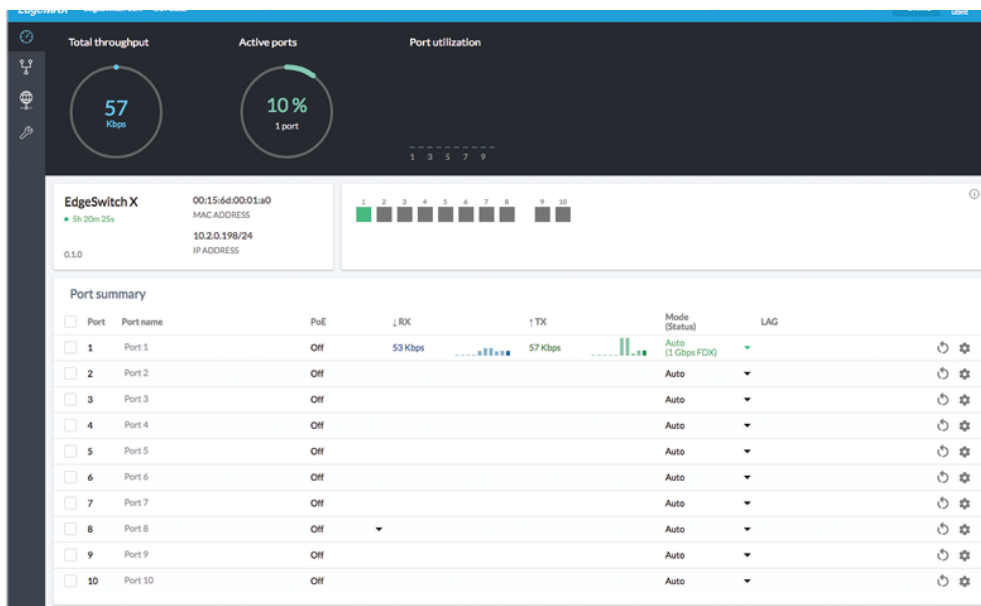 Total throughput
Active ports
Port utilization
57
Kbps
10 %
1 port
1 3 5 7 9
EdgeSwitch X
5h 20m 25s
0.1.0
00:15:6d:00:01:a0
MAC ADDRESS
10.2.0.198/24
IP ADDRESS
1 2 3 4 5 6 7 8 9 10
Port summary
Port Port name PoE ↓ RX ↑ TX Mode (Status) LAG
1 Port 1 Off 53 Kbps 57 Kbps Auto (1 Gbps FDX)
2 Port 2 Off Auto
3 Port 3 Off Auto
4 Port 4 Off Auto
5 Port 5 Off Auto
6 Port 6 Off Auto
7 Port 7 Off Auto
8 Port 8 Off Auto
9 Port 9 Off Auto
10 Port 10 Off Auto